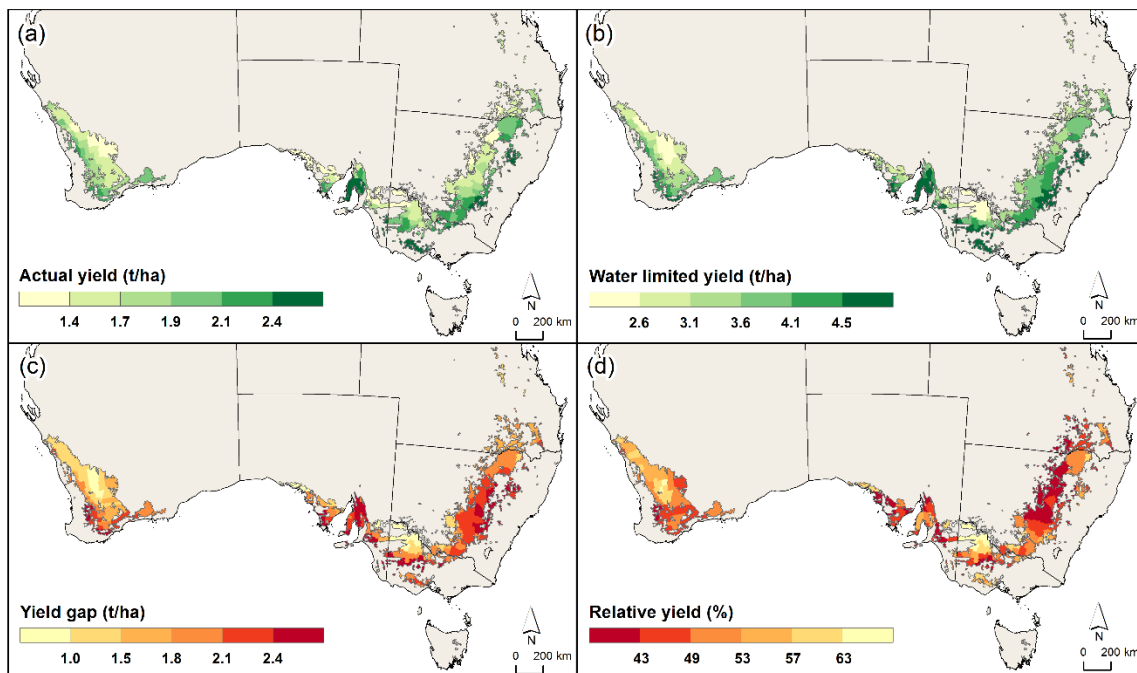 (a)
Actual yield (t/ha)
1.4 1.7 1.9 2.1 2.4
N
0 200 km
(b)
Water limited yield (t/ha)
2.6 3.1 3.6 4.1 4.5
N
0 200 km
(c)
Yield gap (t/ha)
1.0 1.5 1.8 2.1 2.4
N
0 200 km
(d)
Relative yield (%)
43 49 53 57 63
N
0 200 km